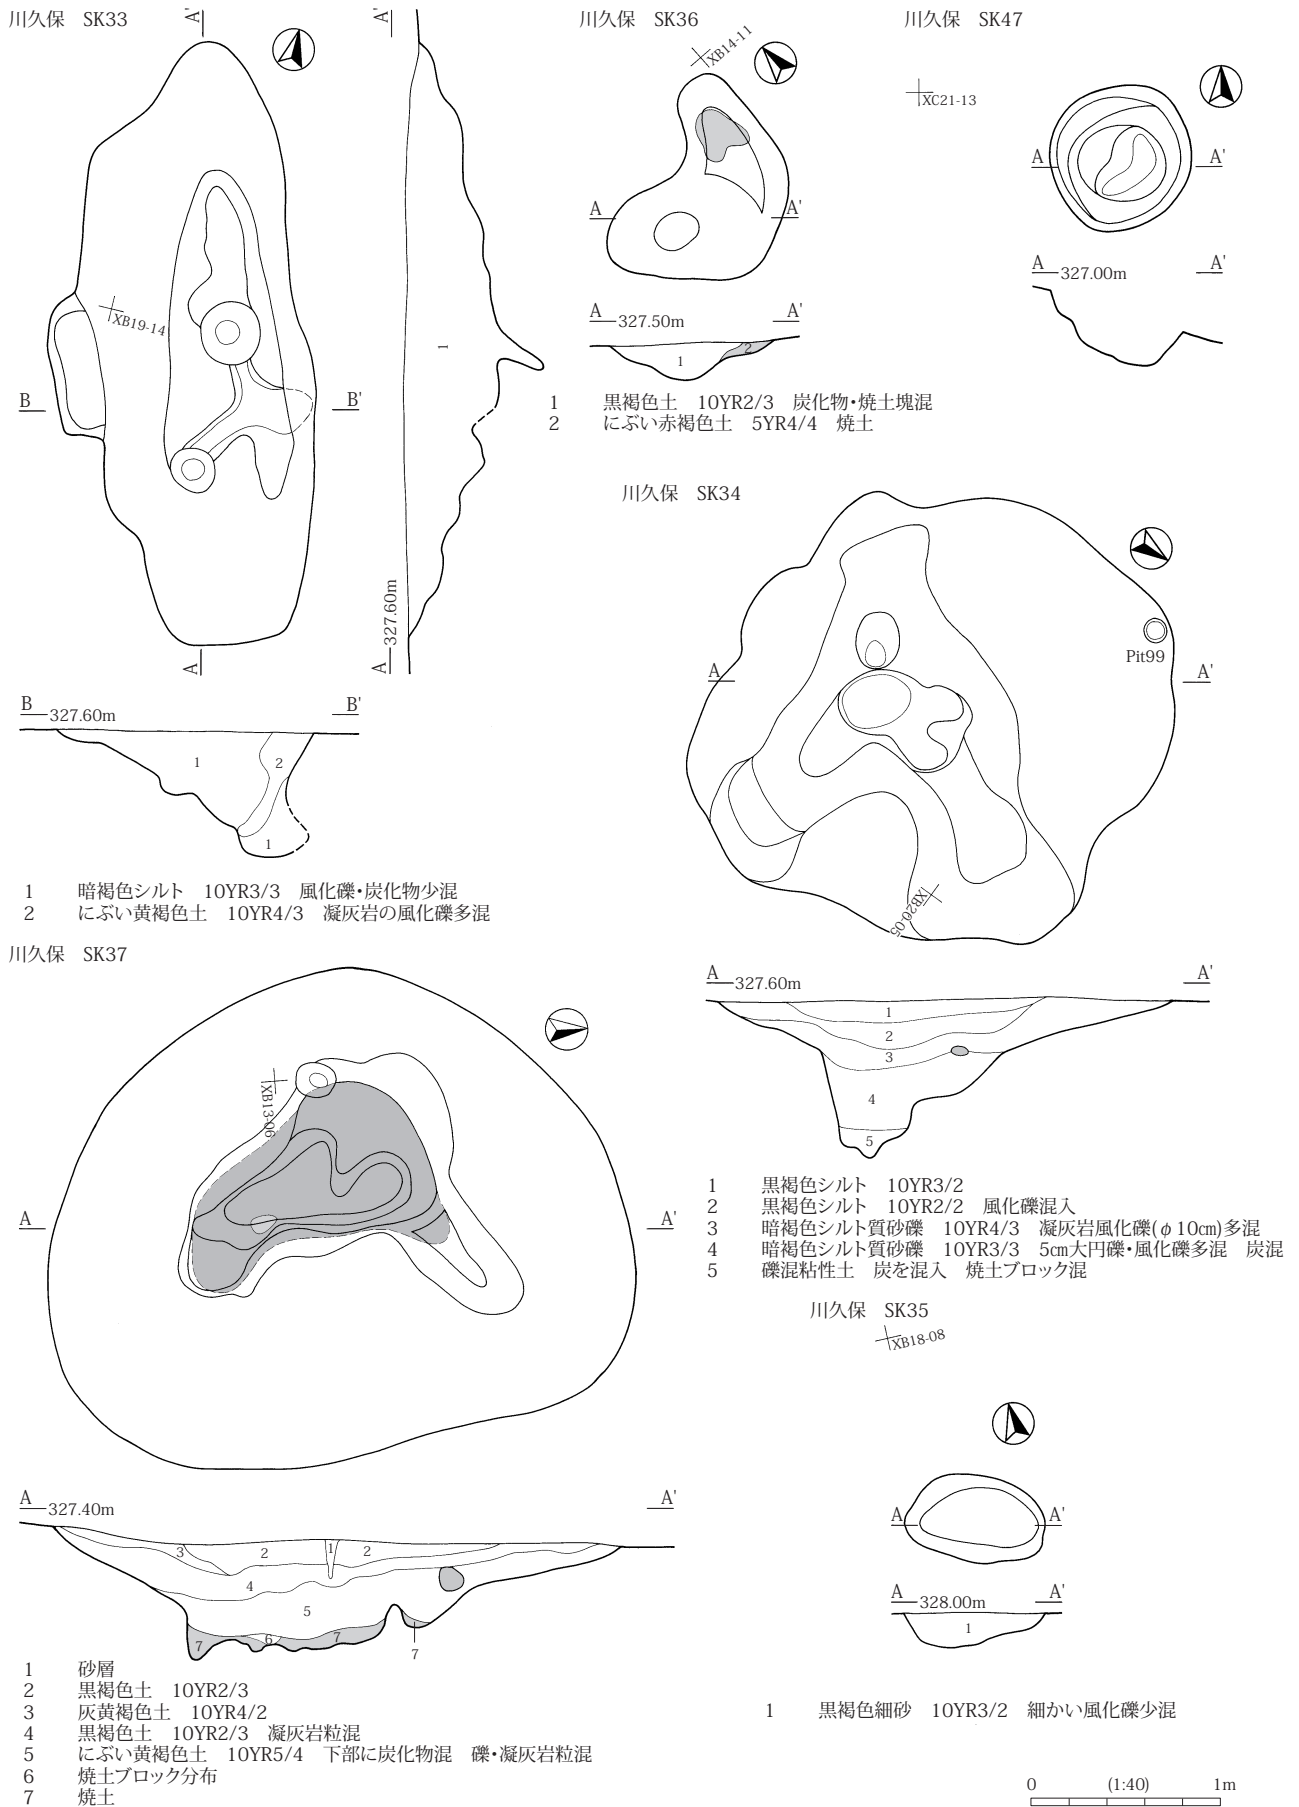 川久保　SK33
A'
A'
XB19-14
B
B'
1
A
A
327.60m
B
327.60m
B'
1
2
1
1　暗褐色シルト　10YR3/3　風化礫・炭化物少混
2　にぶい黄褐色土　10YR4/3　凝灰岩の風化礫多混
川久保　SK36
XB14-11
A
A'
A
327.50m
A'
1
2
1　黒褐色土　10YR2/3　炭化物・焼土塊混
2　にぶい赤褐色土　5YR4/4　焼土
川久保　SK47
XC21-13
A
A'
A
327.00m
A'
川久保　SK34
Pit99
A
A'
XB20-05
A
327.60m
A'
1
2
3
4
5
1　黒褐色シルト　10YR3/2
2　黒褐色シルト　10YR2/2　風化礫混入
3　暗褐色シルト質砂礫　10YR4/3　凝灰岩風化礫(φ10㎝)多混
4　暗褐色シルト質砂礫　10YR3/3　5㎝大円礫・風化礫多混　炭混
5　礫混粘性土　炭を混入　焼土ブロック混
川久保　SK37
XB13-06
A
A'
A
327.40m
A'
3
2
1
2
4
5
7
6
7
7
1　砂層
2　黒褐色土　10YR2/3
3　灰黄褐色土　10YR4/2
4　黒褐色土　10YR2/3　凝灰岩粒混
5　にぶい黄褐色土　10YR5/4　下部に炭化物混　礫・凝灰岩粒混
6　焼土ブロック分布
7　焼土
川久保　SK35
XB18-08
A
A'
A
328.00m
A'
1
1　黒褐色細砂　10YR3/2　細かい風化礫少混
0　(1:40)　1m